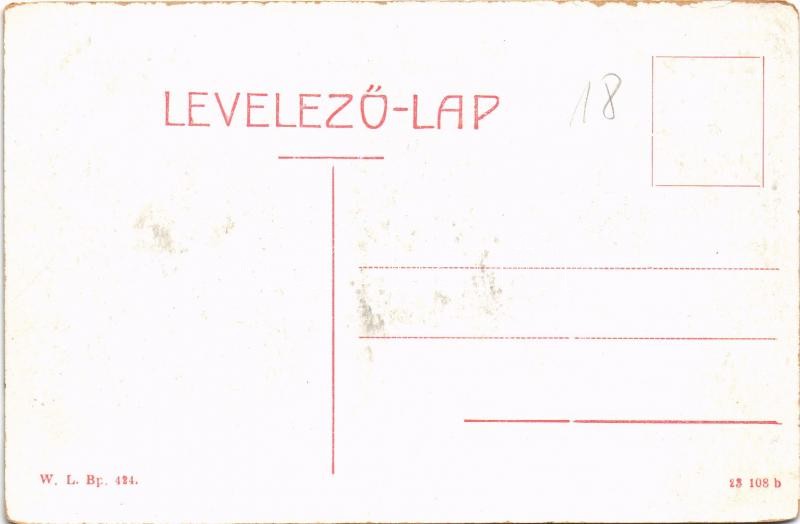 LEVELEZŐ-LAP
18
W. L. Bp. 424.
23 108 b